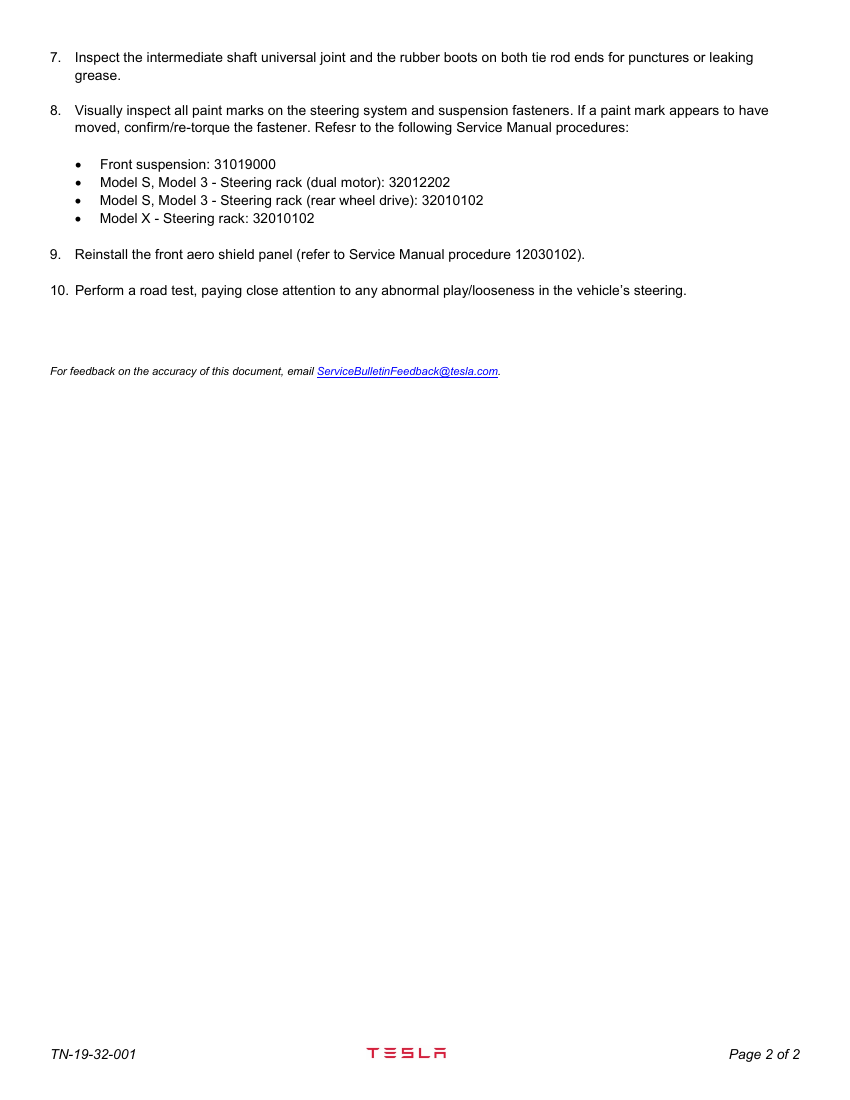 7. Inspect the intermediate shaft universal joint and the rubber boots on both tie rod ends for punctures or leaking
grease.
8. Visually inspect all paint marks on the steering system and suspension fasteners. If a paint mark appears to have
moved, confirm/re-torque the fastener. Refesr to the following Service Manual procedures:
• Front suspension: 31019000
• Model S, Model 3 - Steering rack (dual motor): 32012202
• Model S, Model 3 - Steering rack (rear wheel drive): 32010102
• Model X - Steering rack: 32010102
9. Reinstall the front aero shield panel (refer to Service Manual procedure 12030102).
10. Perform a road test, paying close attention to any abnormal play/looseness in the vehicle’s steering.
For feedback on the accuracy of this document, email ServiceBulletinFeedback@tesla.com.
TN-19-32-001 TESLA Page 2 of 2